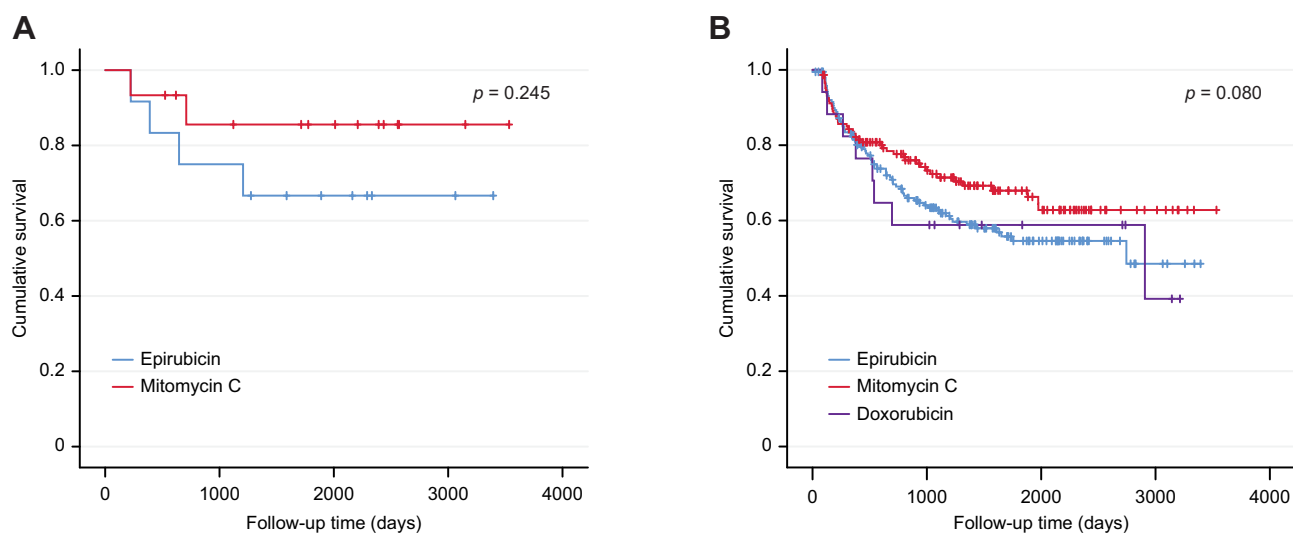 A
Cumulative survival
1.0
0.8
0.6
0.4
0.2
0
p = 0.245
Epirubicin
Mitomycin C
0 1000 2000 3000 4000
Follow-up time (days)
B
Cumulative survival
1.0
0.8
0.6
0.4
0.2
0
p = 0.080
Epirubicin
Mitomycin C
Doxorubicin
0 1000 2000 3000 4000
Follow-up time (days)